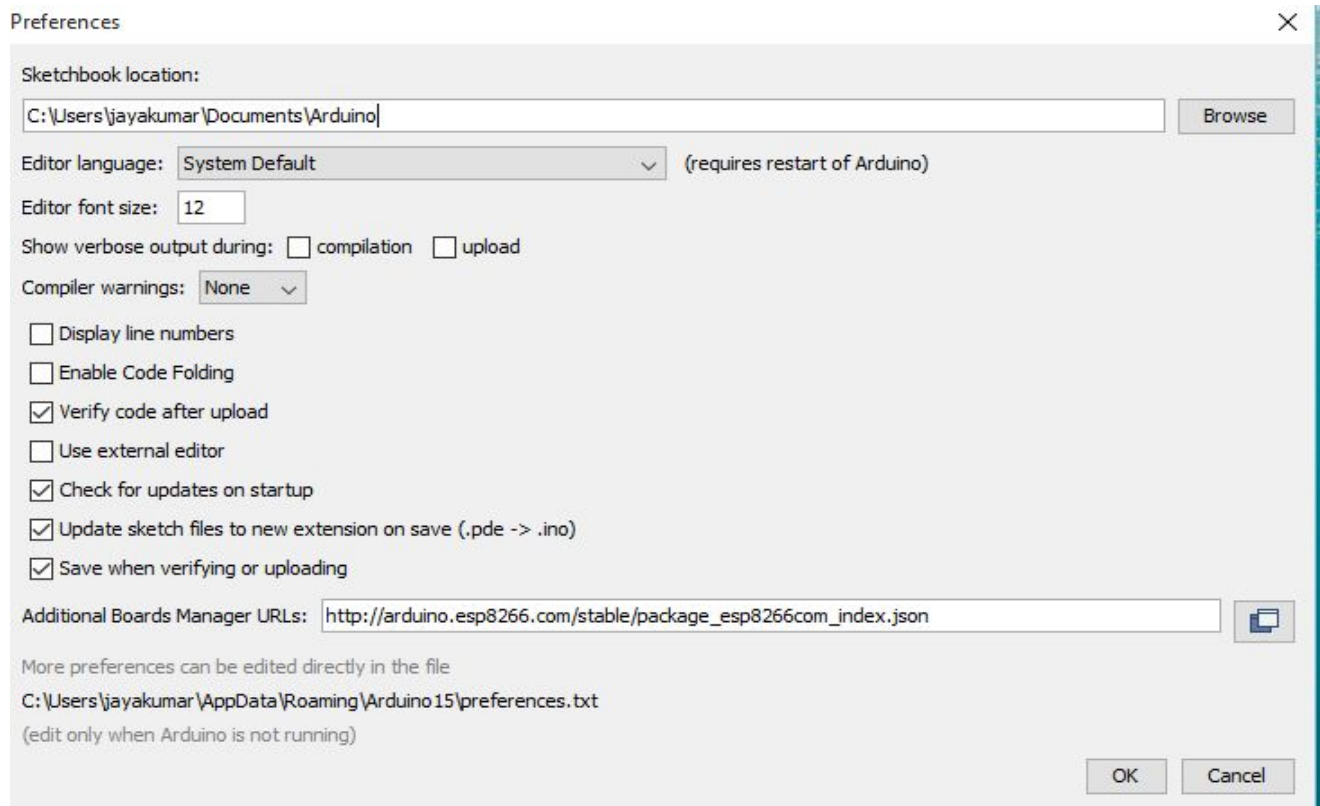 Preferences
Sketchbook location:
C:\Users\jayakumar\Documents\Arduino
Browse
Editor language: System Default (requires restart of Arduino)
Editor font size: 12
Show verbose output during: compilation upload
Compiler warnings: None
Display line numbers
Enable Code Folding
Verify code after upload
Use external editor
Check for updates on startup
Update sketch files to new extension on save (.pde -> .ino)
Save when verifying or uploading
Additional Boards Manager URLs: http://arduino.esp8266.com/stable/package_esp8266com_index.json
More preferences can be edited directly in the file
C:\Users\jayakumar\AppData\Roaming\Arduino15\preferences.txt
(edit only when Arduino is not running)
OK Cancel